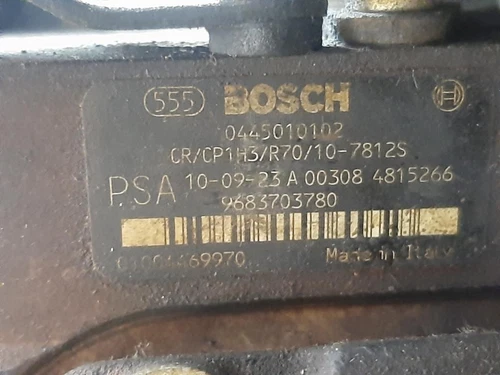 555 BOSCH
0445010102
CR/CP1H3/R70/10-7812S
PSA 10-09-23 A 00308 4815266
9683703780
Made in Italy